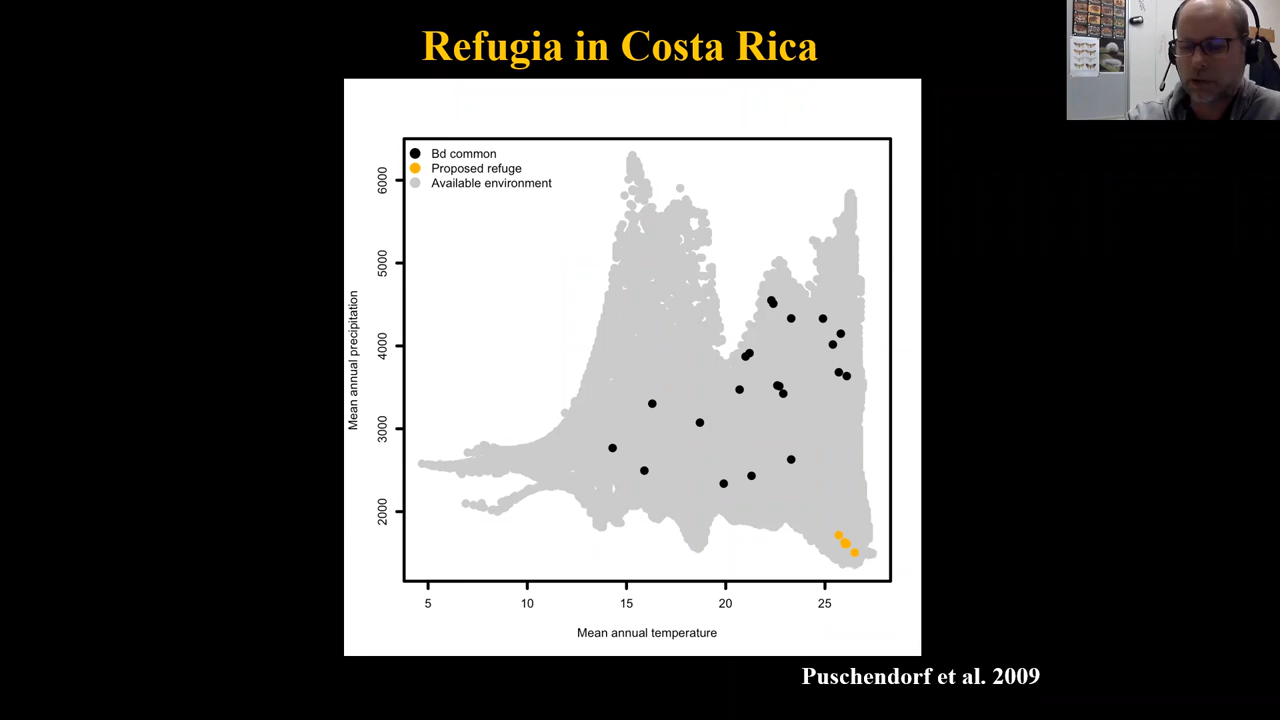 Refugia in Costa Rica
Bd common
Proposed refuge
Available environment
6000
5000
4000
3000
2000
Mean annual precipitation
5 10 15 20 25
Mean annual temperature
Puschendorf et al. 2009